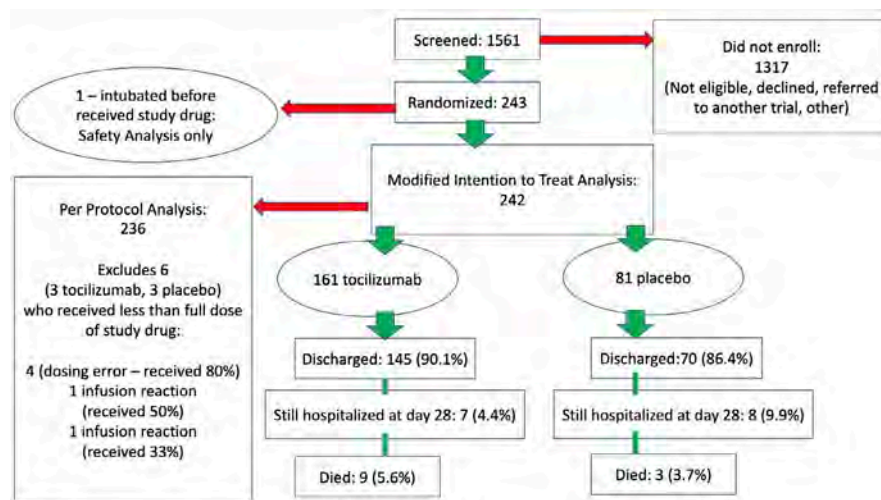 Screened: 1561
Did not enroll:
1317
(Not eligible, declined, referred
to another trial, other)
1 – intubated before
received study drug:
Safety Analysis only
Randomized: 243
Modified Intention to Treat Analysis:
242
Per Protocol Analysis:
236
Excludes 6
(3 tocilizumab, 3 placebo)
who received less than full dose
of study drug:
4 (dosing error – received 80%)
1 infusion reaction
(received 50%)
1 infusion reaction
(received 33%)
161 tocilizumab
81 placebo
Discharged: 145 (90.1%)
Discharged:70 (86.4%)
Still hospitalized at day 28: 7 (4.4%)
Still hospitalized at day 28: 8 (9.9%)
Died: 9 (5.6%)
Died: 3 (3.7%)